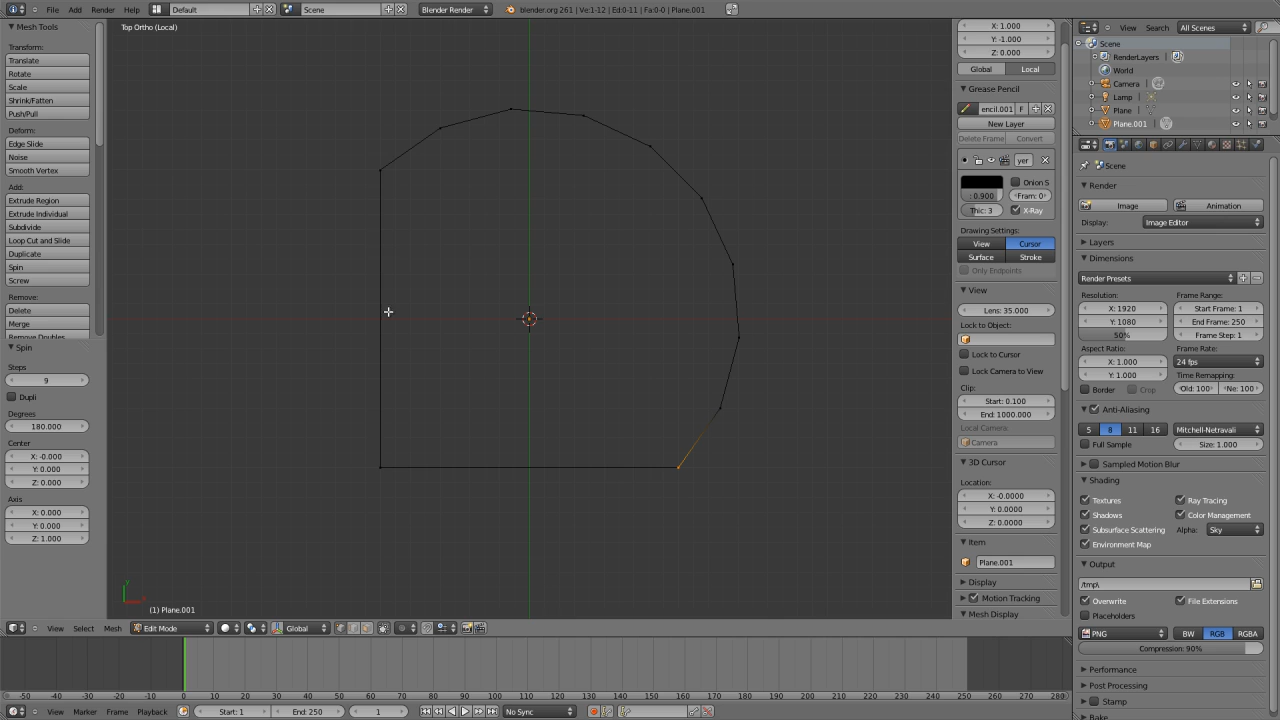 File Add Render Help Default Scene Blender Render blender.org 261 | Ve:1-12 | Ed:0-11 | Fa:0-0 | Plane.001
Mesh Tools
Transform:
Translate
Rotate
Scale
Shrink/Fatten
Push/Pull
Deform:
Edge Slide
Noise
Smooth Vertex
Add:
Extrude Region
Extrude Individual
Subdivide
Loop Cut and Slide
Duplicate
Spin
Screw
Remove:
Delete
Merge
Remove Doubles
Spin
Steps
9
Dupli
Degrees
180.000
Center
X: -0.000
Y: 0.000
Z: 0.000
Axis
X: 0.000
Y: 0.000
Z: 1.000
Top Ortho (Local)
(1) Plane.001
View Select Mesh Edit Mode Global
X: 1.000
Y: -1.000
Z: 0.000
Global Local
Grease Pencil
encil.001 F
New Layer
Delete Frame Convert
yer
Onion S
: 0.900 Fram: 0
Thic: 3 X-Ray
Drawing Settings:
View Cursor
Surface Stroke
Only Endpoints
View
Lens: 35.000
Lock to Object:
Lock to Cursor
Lock Camera to View
Clip:
Start: 0.100
End: 1000.000
Local Camera:
Camera
3D Cursor
Location:
X: -0.0000
Y: 0.0000
Z: 0.0000
Item
Plane.001
Display
Motion Tracking
Mesh Display
View Search All Scenes
Scene
RenderLayers
World
Camera
Lamp
Plane
Plane.001
Scene
Render
Image Animation
Display: Image Editor
Layers
Dimensions
Render Presets
Resolution: Frame Range:
X: 1920 Start Frame: 1
Y: 1080 End Frame: 250
50% Frame Step: 1
Aspect Ratio: Frame Rate:
X: 1.000 24 fps
Y: 1.000 Time Remapping:
Border Crop Old: 100 Ne: 100
Anti-Aliasing
5 8 11 16 Mitchell-Netravali
Full Sample Size: 1.000
Sampled Motion Blur
Shading
Textures Ray Tracing
Shadows Color Management
Subsurface Scattering Alpha: Sky
Environment Map
Output
/tmp\
Overwrite File Extensions
Placeholders
PNG BW RGB RGBA
Compression: 90%
Performance
Post Processing
Stamp
Bake
-50 -40 -30 -20 -10 0 10 20 30 40 50 60 70 80 90 100 110 120 130 140 150 160 170 180 190 200 210 220 230 240 250 260 270 280
View Marker Frame Playback Start: 1 End: 250 1 No Sync